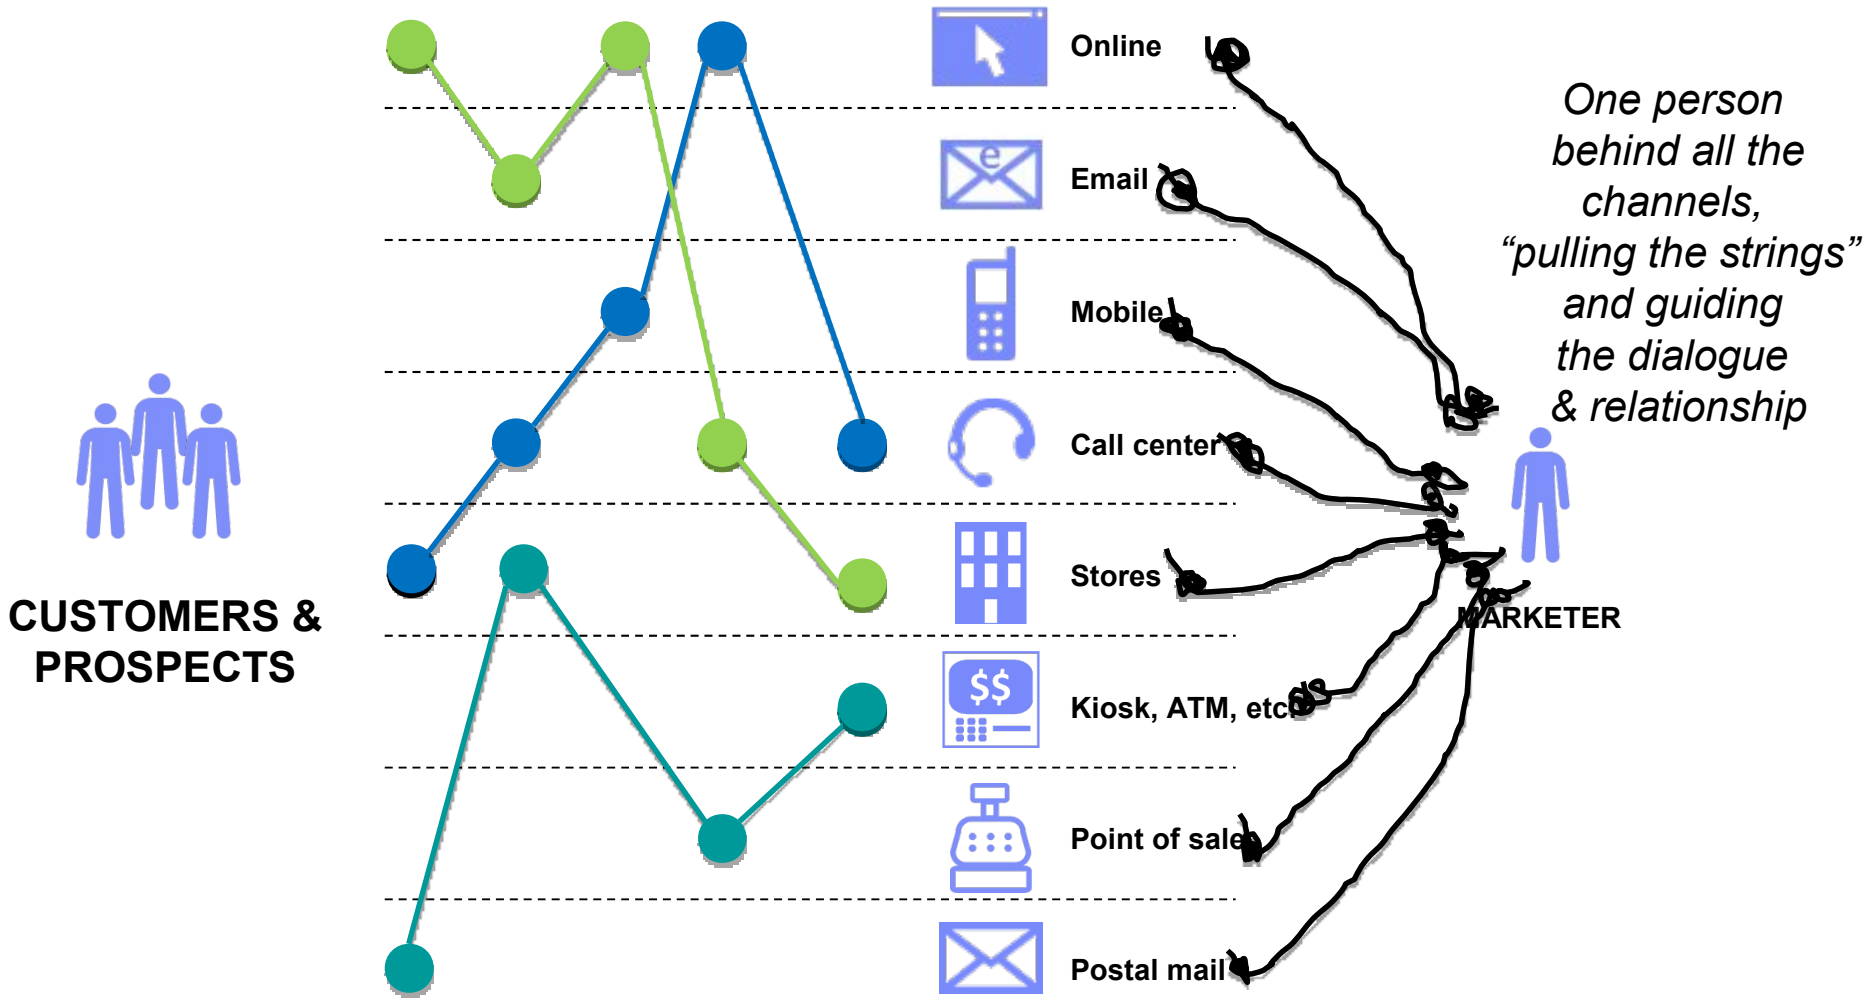 Online
Email
Mobile
Call center
Stores
Kiosk, ATM, etc.
Point of sale
Postal mail
e
$$
CUSTOMERS &
PROSPECTS
One person
behind all the
channels,
“pulling the strings”
and guiding
the dialogue
& relationship
MARKETER